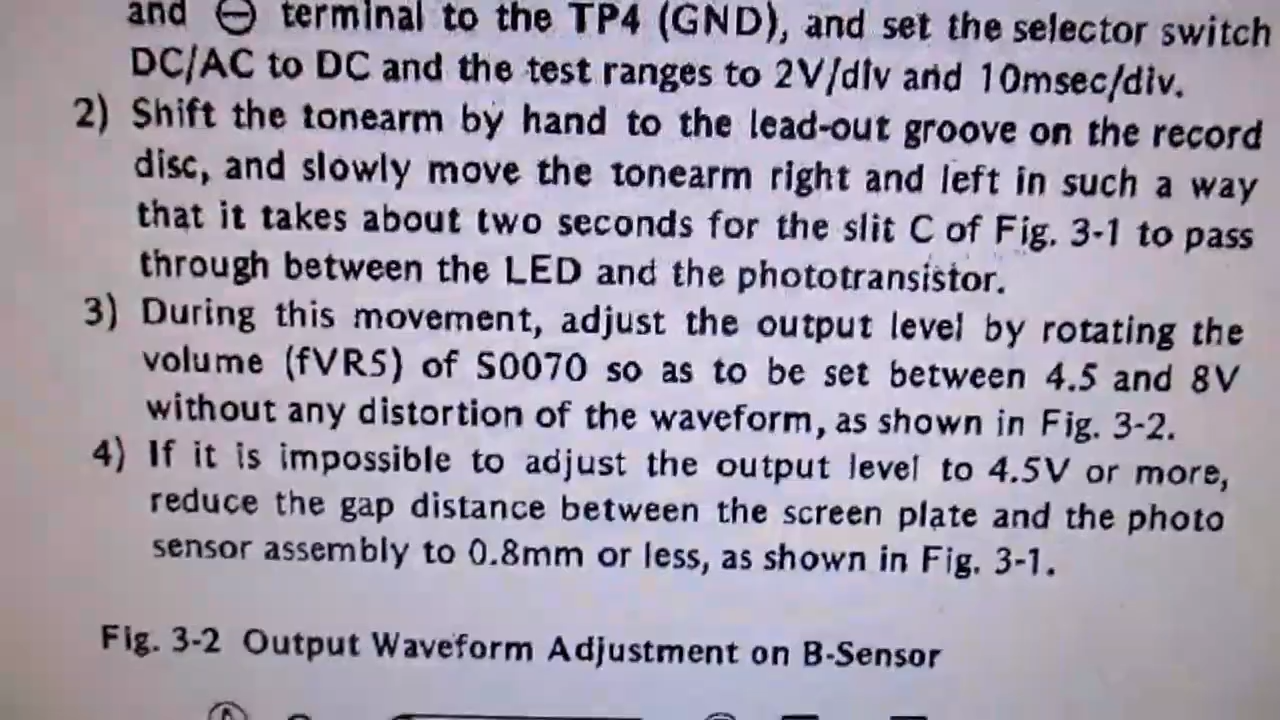 and ⊖ terminal to the TP4 (GND), and set the selector switch
DC/AC to DC and the test ranges to 2V/div and 10msec/div.
2) Shift the tonearm by hand to the lead-out groove on the record
disc, and slowly move the tonearm right and left in such a way
that it takes about two seconds for the slit C of Fig. 3-1 to pass
through between the LED and the phototransistor.
3) During this movement, adjust the output level by rotating the
volume (fVR5) of S0070 so as to be set between 4.5 and 8V
without any distortion of the waveform, as shown in Fig. 3-2.
4) If it is impossible to adjust the output level to 4.5V or more,
reduce the gap distance between the screen plate and the photo
sensor assembly to 0.8mm or less, as shown in Fig. 3-1.
Fig. 3-2 Output Waveform Adjustment on B-Sensor